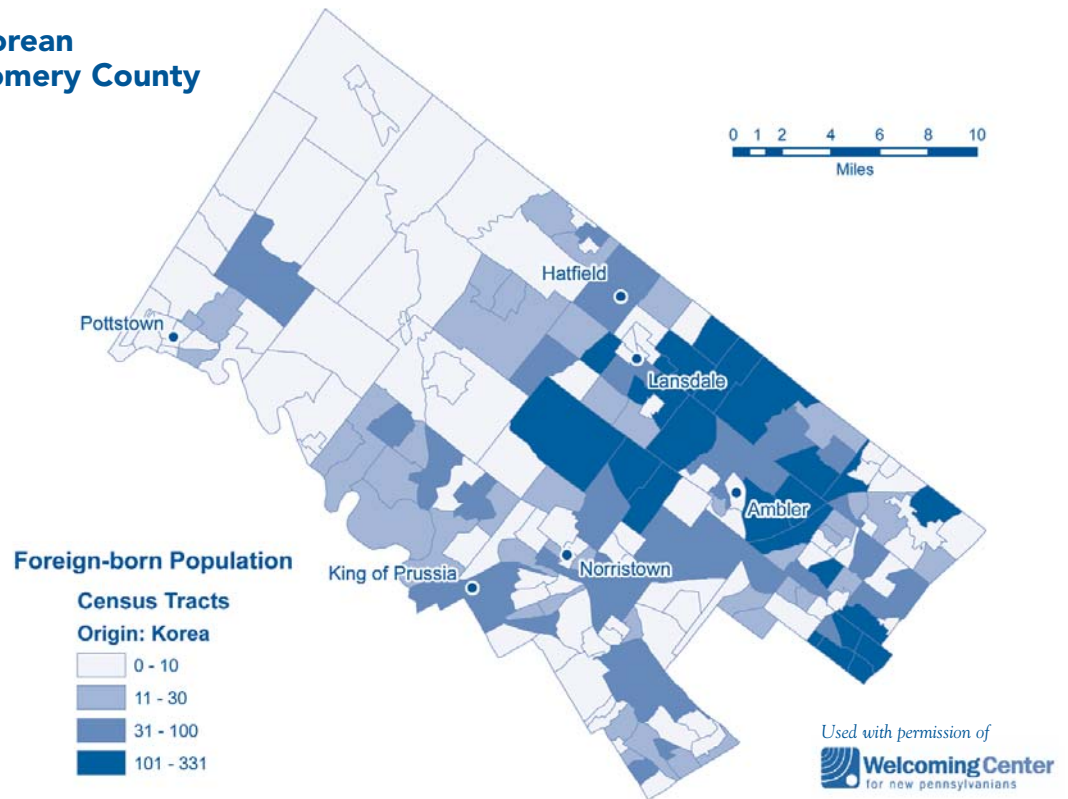 orean
omery County
0 1 2 4 6 8 10
Miles
Hatfield
Pottstown
Lansdale
Ambler
Norristown
King of Prussia
Foreign-born Population
Census Tracts
Origin: Korea
0 - 10
11 - 30
31 - 100
101 - 331
Used with permission of
Welcoming Center
for new pennsylvanians